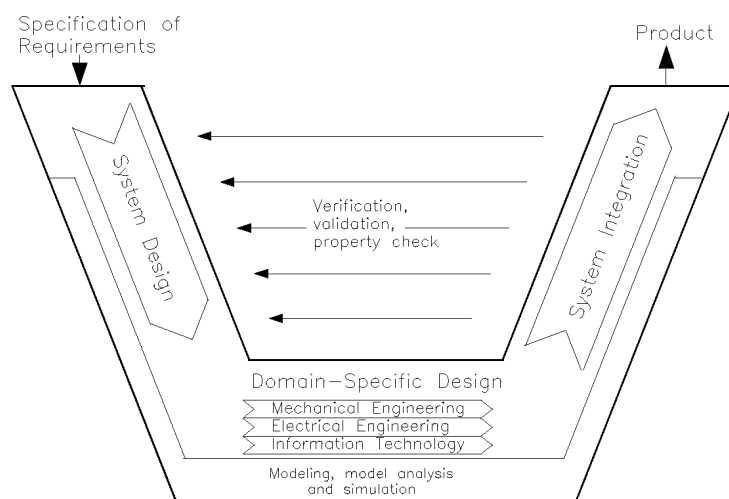 Specification of
Requirements
Product
System Design
Verification,
validation,
property check
System Integration
Domain-Specific Design
Mechanical Engineering
Electrical Engineering
Information Technology
Modeling, model analysis
and simulation